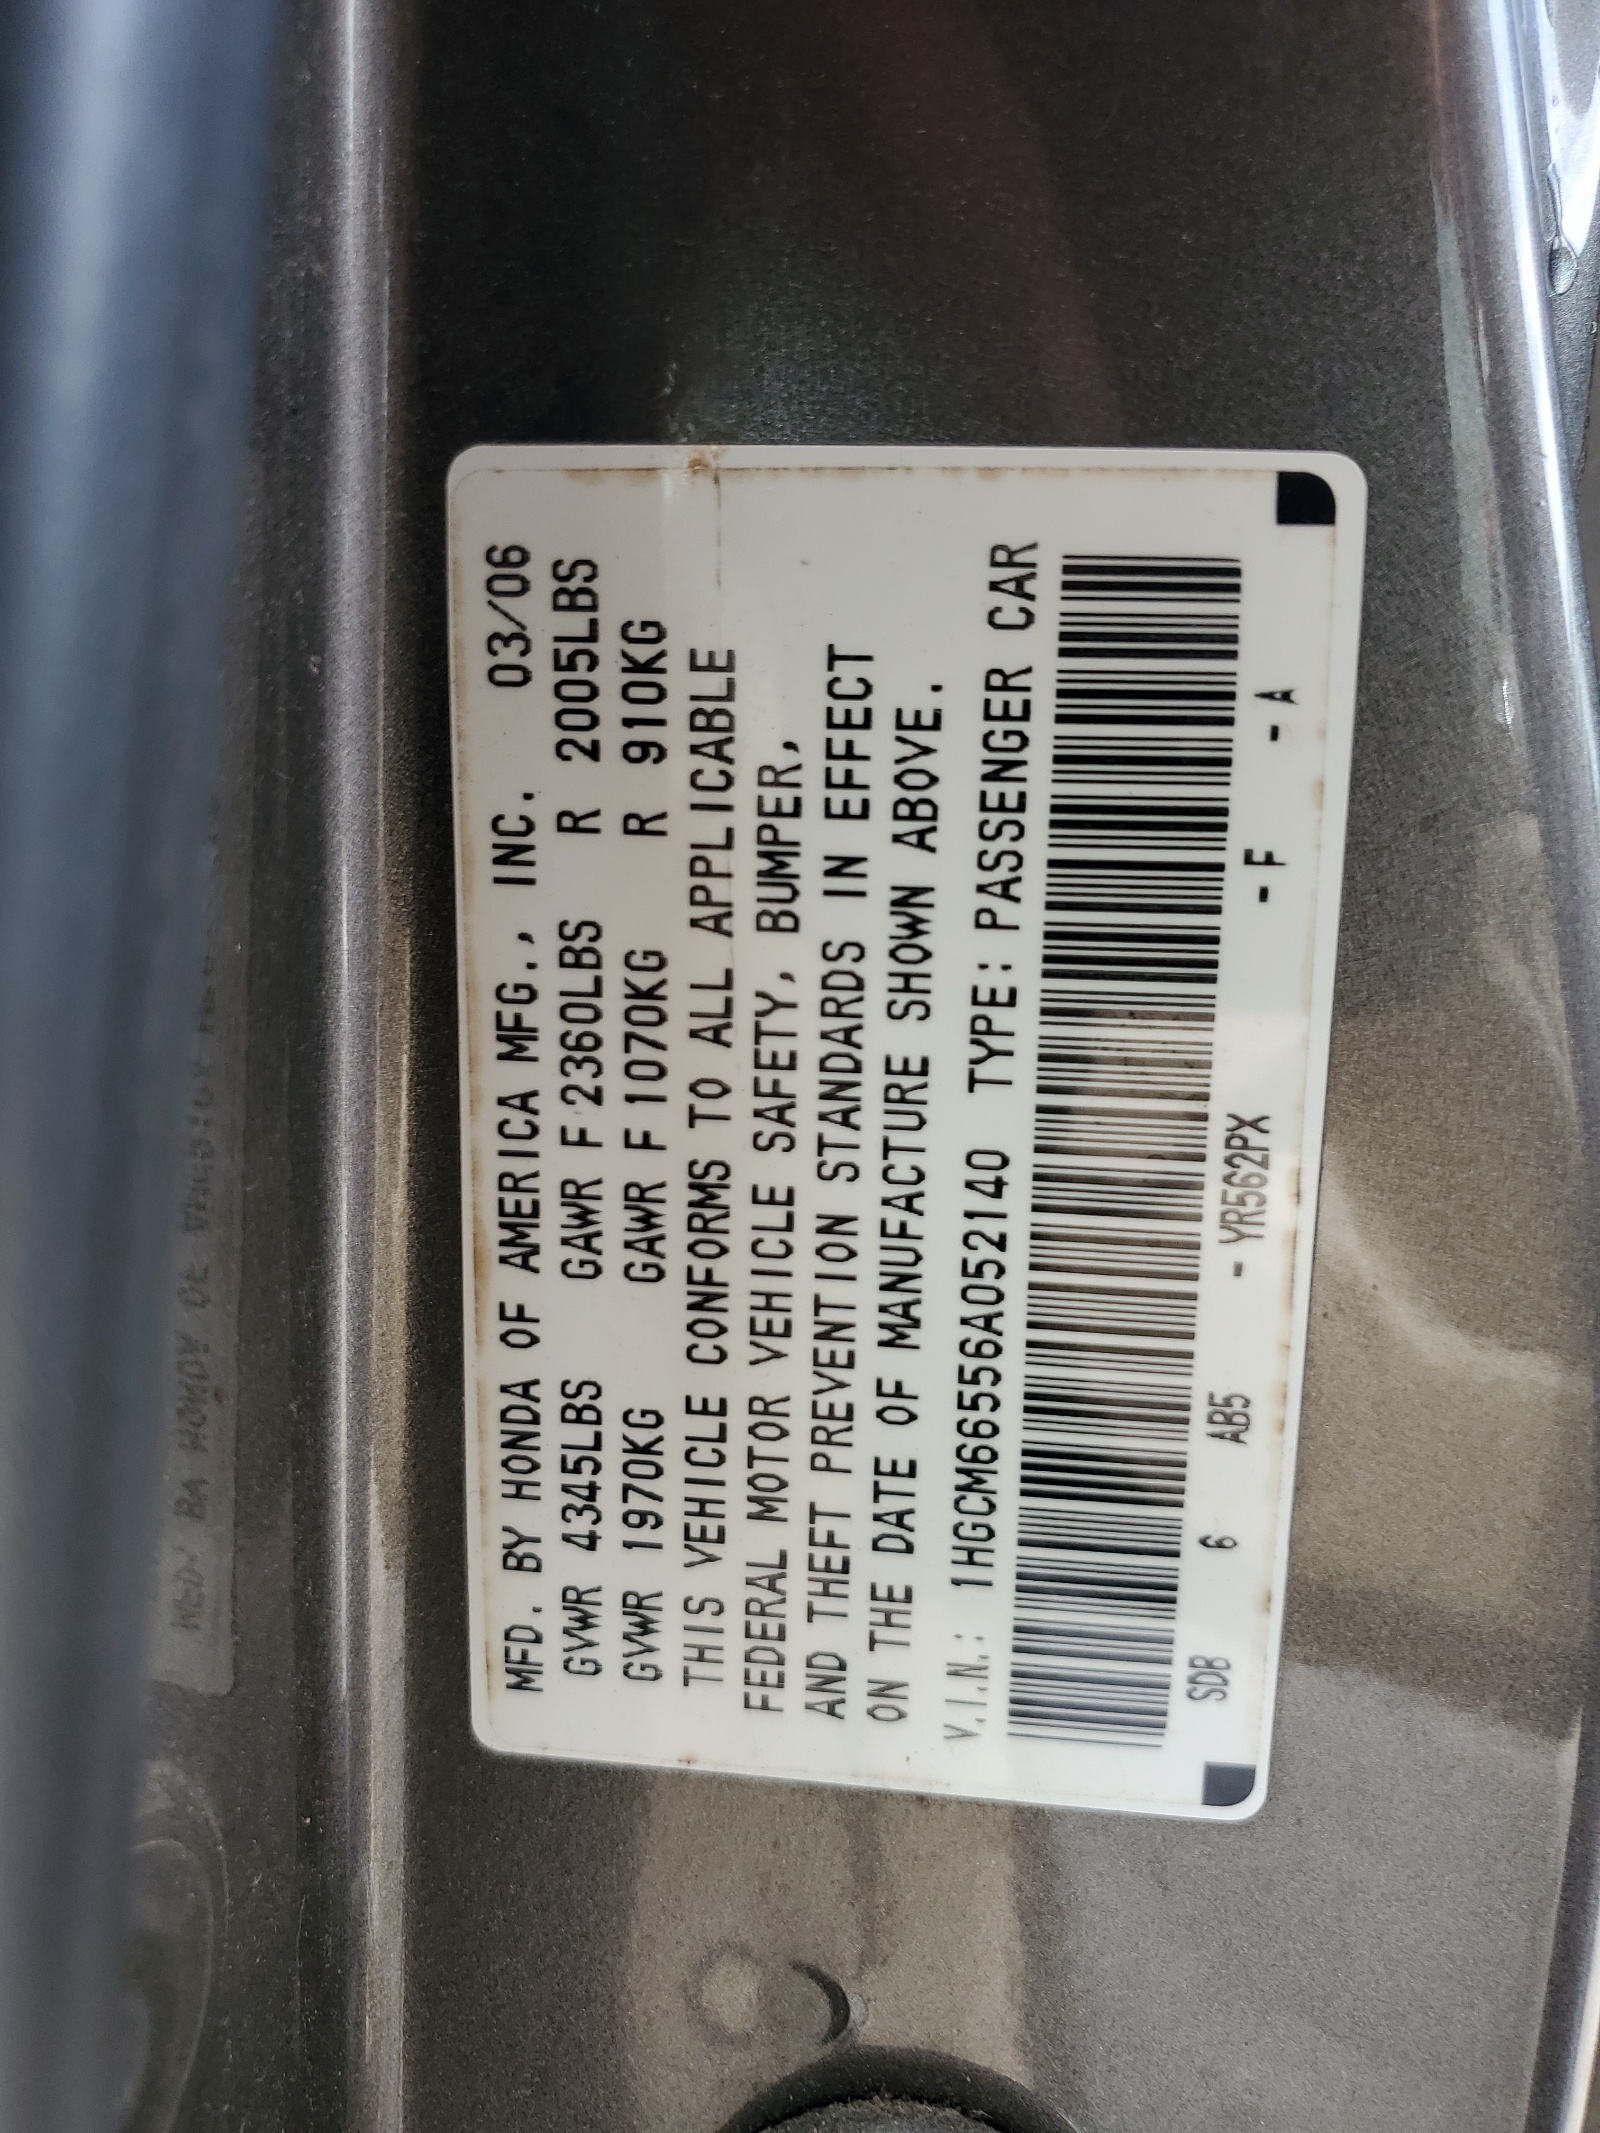 MFD. BY HONDA OF AMERICA MFG., INC. 03/06
GVWR 4345LBS GAWR F 2360LBS R 2005LBS
GVWR 1970KG GAWR F 1070KG R 910KG
THIS VEHICLE CONFORMS TO ALL APPLICABLE
FEDERAL MOTOR VEHICLE SAFETY, BUMPER,
AND THEFT PREVENTION STANDARDS IN EFFECT
ON THE DATE OF MANUFACTURE SHOWN ABOVE.
V.I.N.: 1HGCM66556A052140 TYPE: PASSENGER CAR
SDB 6 AB5 - YR562PX - F - A